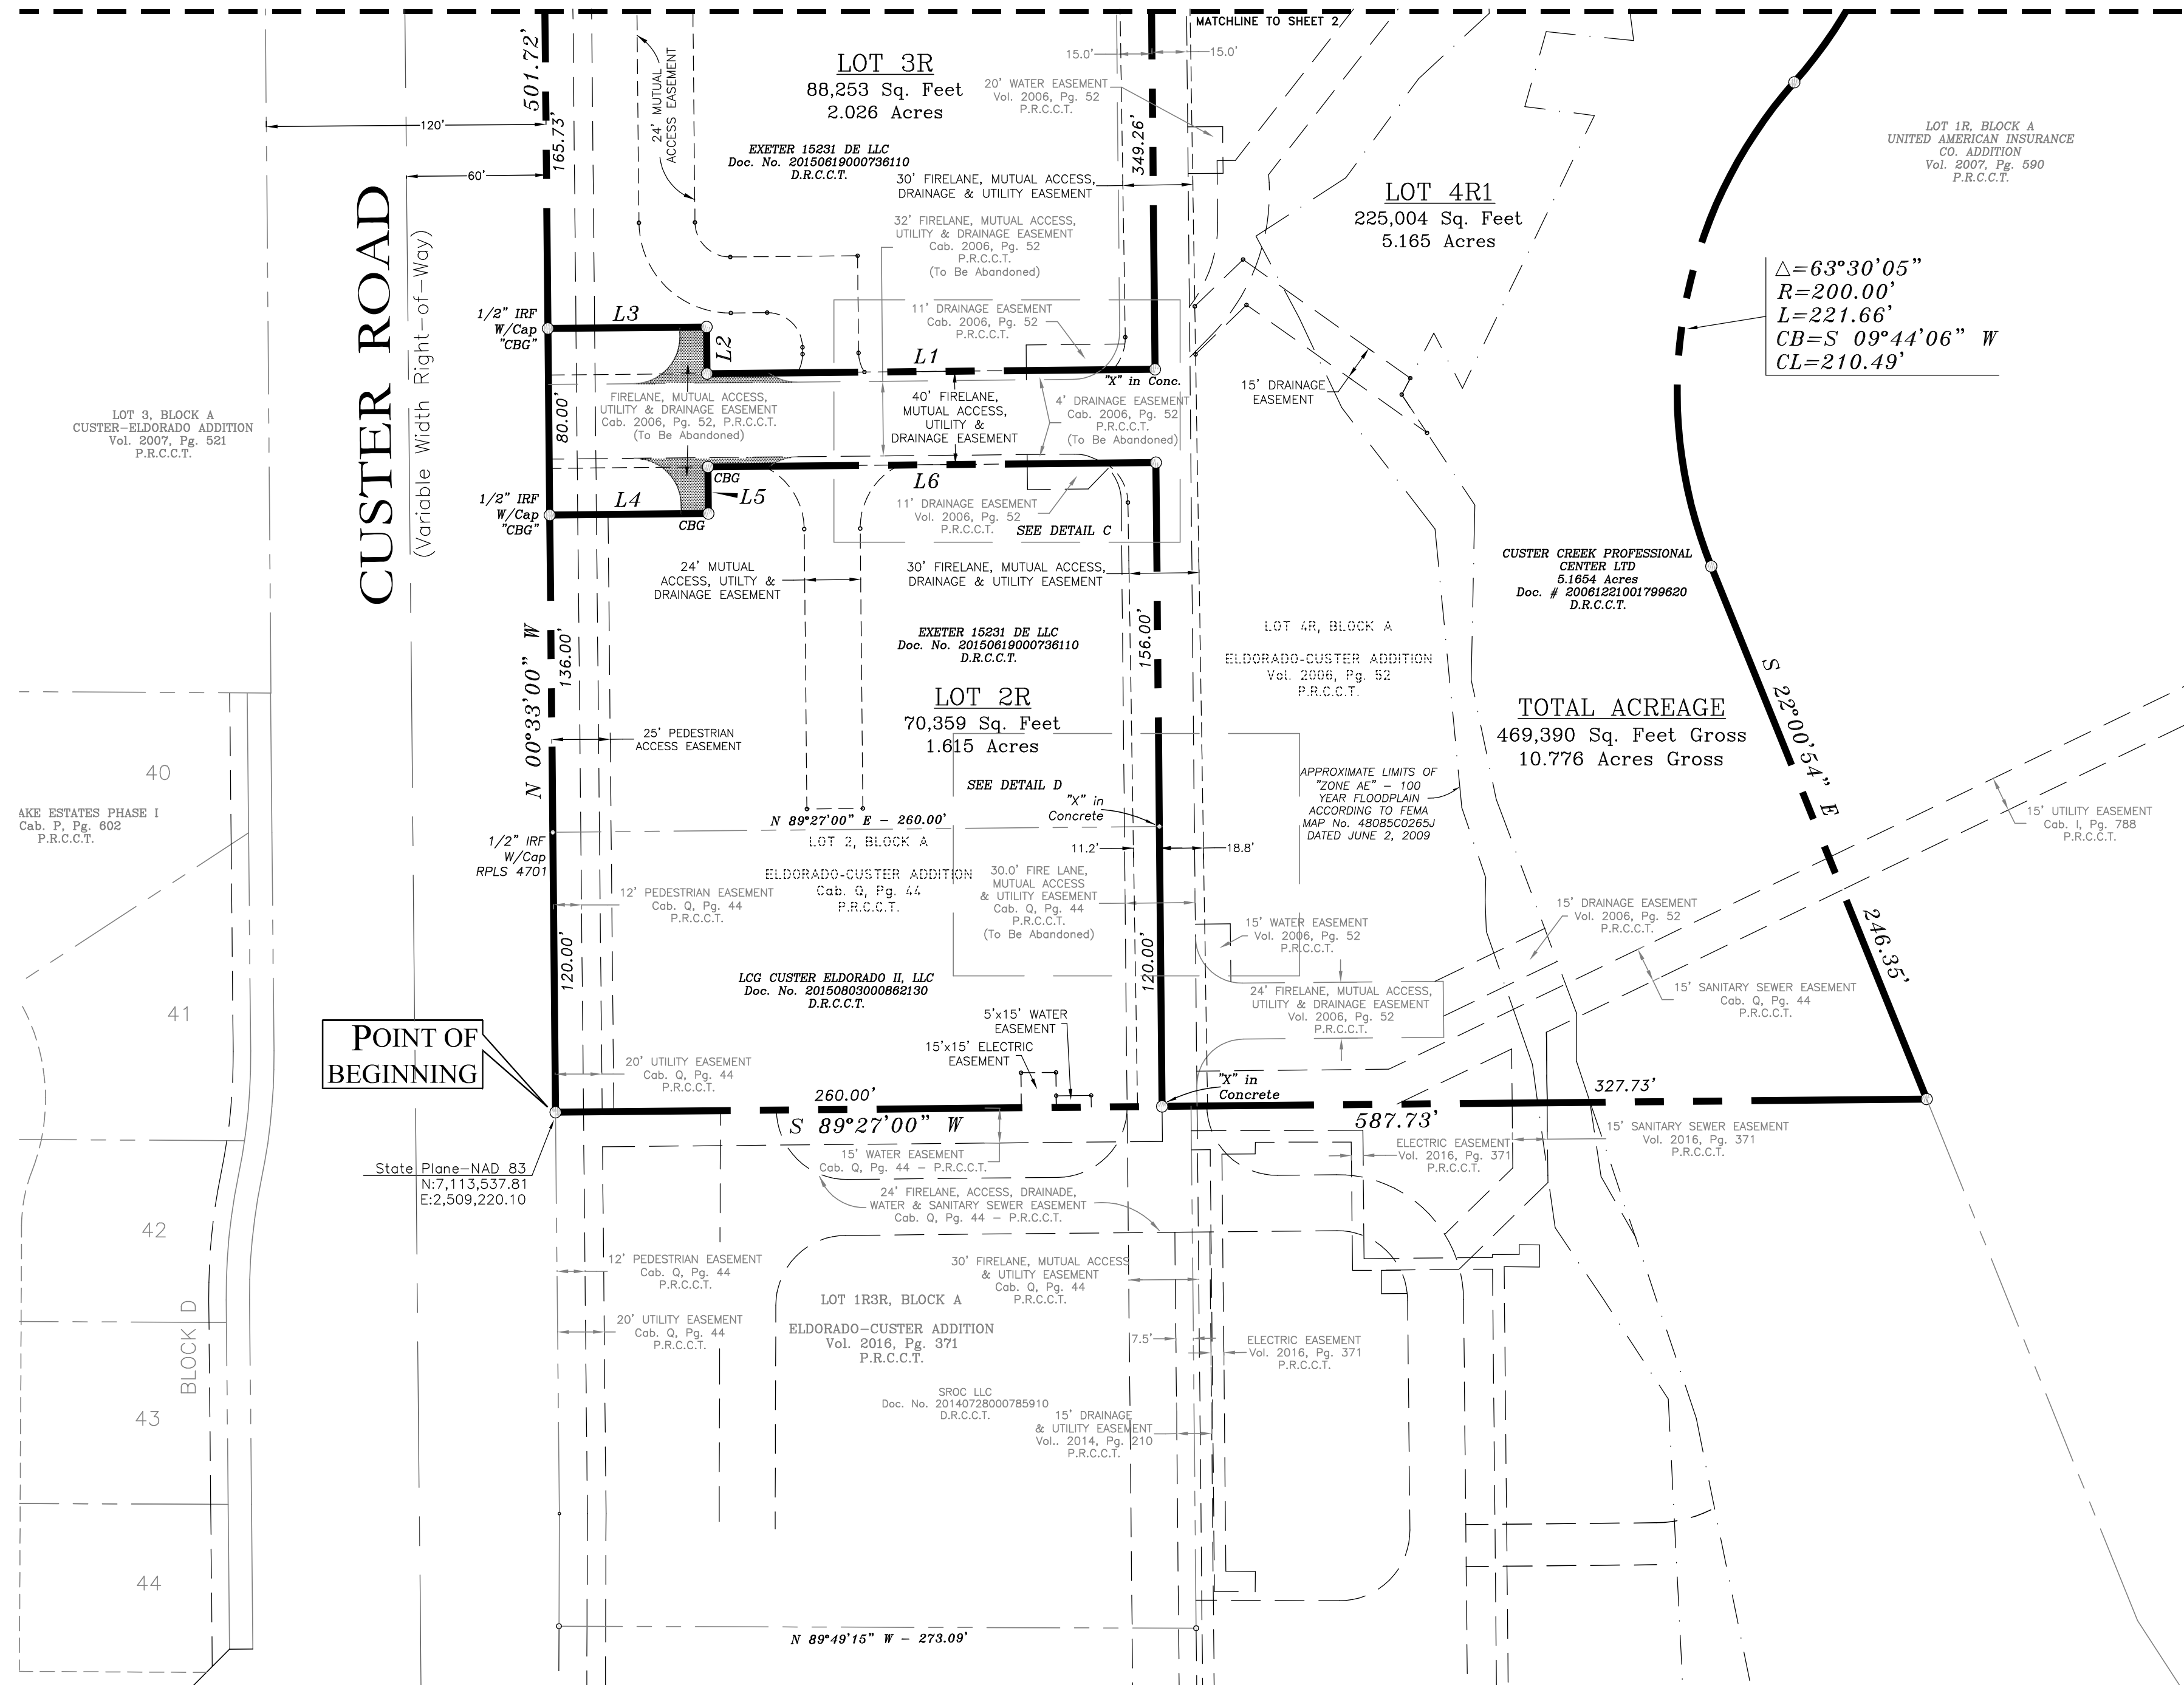 MATCHLINE TO SHEET 2
501.72'
165.73'
120'
60'
CUSTER ROAD
(Variable Width Right-of-Way)
24' MUTUAL
ACCESS EASEMENT
LOT 3R
88,253 Sq. Feet
2.026 Acres
EXETER 15231 DE LLC
Doc. No. 20150619000736110
D.R.C.C.T.
15.0'
15.0'
20' WATER EASEMENT
Vol. 2006, Pg. 52
P.R.C.C.T.
349.26'
30' FIRELANE, MUTUAL ACCESS,
DRAINAGE & UTILITY EASEMENT
32' FIRELANE, MUTUAL ACCESS,
UTILITY & DRAINAGE EASEMENT
Cab. 2006, Pg. 52
P.R.C.C.T.
(To Be Abandoned)
LOT 4R1
225,004 Sq. Feet
5.165 Acres
LOT 1R, BLOCK A
UNITED AMERICAN INSURANCE
CO. ADDITION
Vol. 2007, Pg. 590
P.R.C.C.T.
△=63°30'05"
R=200.00'
L=221.66'
CB=S 09°44'06" W
CL=210.49'
1/2" IRF
W/Cap
"CBG"
L3
L2
L1
11' DRAINAGE EASEMENT
Cab. 2006, Pg. 52
P.R.C.C.T.
"X" in Conc.
15' DRAINAGE
EASEMENT
80.00'
FIRELANE, MUTUAL ACCESS,
UTILITY & DRAINAGE EASEMENT
Cab. 2006, Pg. 52, P.R.C.C.T.
(To Be Abandoned)
40' FIRELANE,
MUTUAL ACCESS,
UTILITY &
DRAINAGE EASEMENT
4' DRAINAGE EASEMENT
Cab. 2006, Pg. 52
P.R.C.C.T.
(To Be Abandoned)
LOT 3, BLOCK A
CUSTER-ELDORADO ADDITION
Vol. 2007, Pg. 521
P.R.C.C.T.
1/2" IRF
W/Cap
"CBG"
L4
CBG
L5
CBG
L6
11' DRAINAGE EASEMENT
Vol. 2006, Pg. 52
P.R.C.C.T.
SEE DETAIL C
24' MUTUAL
ACCESS, UTILTY &
DRAINAGE EASEMENT
30' FIRELANE, MUTUAL ACCESS,
DRAINAGE & UTILITY EASEMENT
CUSTER CREEK PROFESSIONAL
CENTER LTD
5.1654 Acres
Doc. # 20061221001799620
D.R.C.C.T.
N 00°33'00" W
136.00'
EXETER 15231 DE LLC
Doc. No. 20150619000736110
D.R.C.C.T.
156.00'
LOT 4R, BLOCK A
ELDORADO-CUSTER ADDITION
Vol. 2006, Pg. 52
P.R.C.C.T.
S 22°00'54" E
246.35'
LOT 2R
70,359 Sq. Feet
1.615 Acres
TOTAL ACREAGE
469,390 Sq. Feet Gross
10.776 Acres Gross
25' PEDESTRIAN
ACCESS EASEMENT
SEE DETAIL D
"X" in
Concrete
APPROXIMATE LIMITS OF
"ZONE AE" - 100
YEAR FLOODPLAIN
ACCORDING TO FEMA
MAP No. 48085C0265J
DATED JUNE 2, 2009
15' UTILITY EASEMENT
Cab. I, Pg. 788
P.R.C.C.T.
40
AKE ESTATES PHASE I
Cab. P, Pg. 602
P.R.C.C.T.
N 89°27'00" E - 260.00'
1/2" IRF
W/Cap
RPLS 4701
LOT 2, BLOCK A
ELDORADO-CUSTER ADDITION
Cab. Q, Pg. 44
P.R.C.C.T.
11.2'
18.8'
30.0' FIRE LANE,
MUTUAL ACCESS
& UTILITY EASEMENT
Cab. Q, Pg. 44
P.R.C.C.T.
(To Be Abandoned)
12' PEDESTRIAN EASEMENT
Cab. Q, Pg. 44
P.R.C.C.T.
15' WATER EASEMENT
Vol. 2006, Pg. 52
P.R.C.C.T.
15' DRAINAGE EASEMENT
Vol. 2006, Pg. 52
P.R.C.C.T.
120.00'
120.00'
LCG CUSTER ELDORADO II, LLC
Doc. No. 20150803000862130
D.R.C.C.T.
24' FIRELANE, MUTUAL ACCESS,
UTILITY & DRAINAGE EASEMENT
Vol. 2006, Pg. 52
P.R.C.C.T.
15' SANITARY SEWER EASEMENT
Cab. Q, Pg. 44
P.R.C.C.T.
41
POINT OF
BEGINNING
5'x15' WATER
EASEMENT
15'x15' ELECTRIC
EASEMENT
20' UTILITY EASEMENT
Cab. Q, Pg. 44
P.R.C.C.T.
"X" in
Concrete
260.00'
S 89°27'00" W
587.73'
327.73'
15' WATER EASEMENT
Cab. Q, Pg. 44 - P.R.C.C.T.
ELECTRIC EASEMENT
Vol. 2016, Pg. 371
P.R.C.C.T.
15' SANITARY SEWER EASEMENT
Vol. 2016, Pg. 371
P.R.C.C.T.
State Plane-NAD 83
N:7,113,537.81
E:2,509,220.10
24' FIRELANE, ACCESS, DRAINADE,
WATER & SANITARY SEWER EASEMENT
Cab. Q, Pg. 44 - P.R.C.C.T.
42
12' PEDESTRIAN EASEMENT
Cab. Q, Pg. 44
P.R.C.C.T.
30' FIRELANE, MUTUAL ACCESS
& UTILITY EASEMENT
Cab. Q, Pg. 44
P.R.C.C.T.
LOT 1R3R, BLOCK A
ELDORADO-CUSTER ADDITION
Vol. 2016, Pg. 371
P.R.C.C.T.
20' UTILITY EASEMENT
Cab. Q, Pg. 44
P.R.C.C.T.
7.5'
ELECTRIC EASEMENT
Vol. 2016, Pg. 371
P.R.C.C.T.
BLOCK D
SROC LLC
Doc. No. 20140728000785910
D.R.C.C.T.
15' DRAINAGE
& UTILITY EASEMENT
Vol.. 2014, Pg. 210
P.R.C.C.T.
43
44
N 89°49'15" W - 273.09'